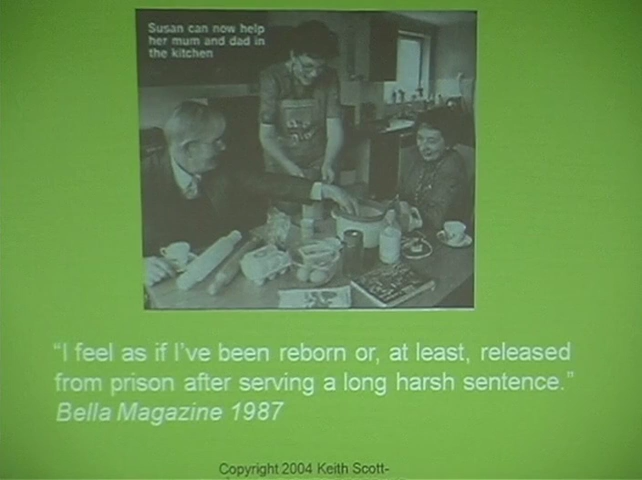 Susan can now help
her mum and dad in
the kitchen
"I feel as if I've been reborn or, at least, released
from prison after serving a long harsh sentence."
Bella Magazine 1987
Copyright 2004 Keith Scott-